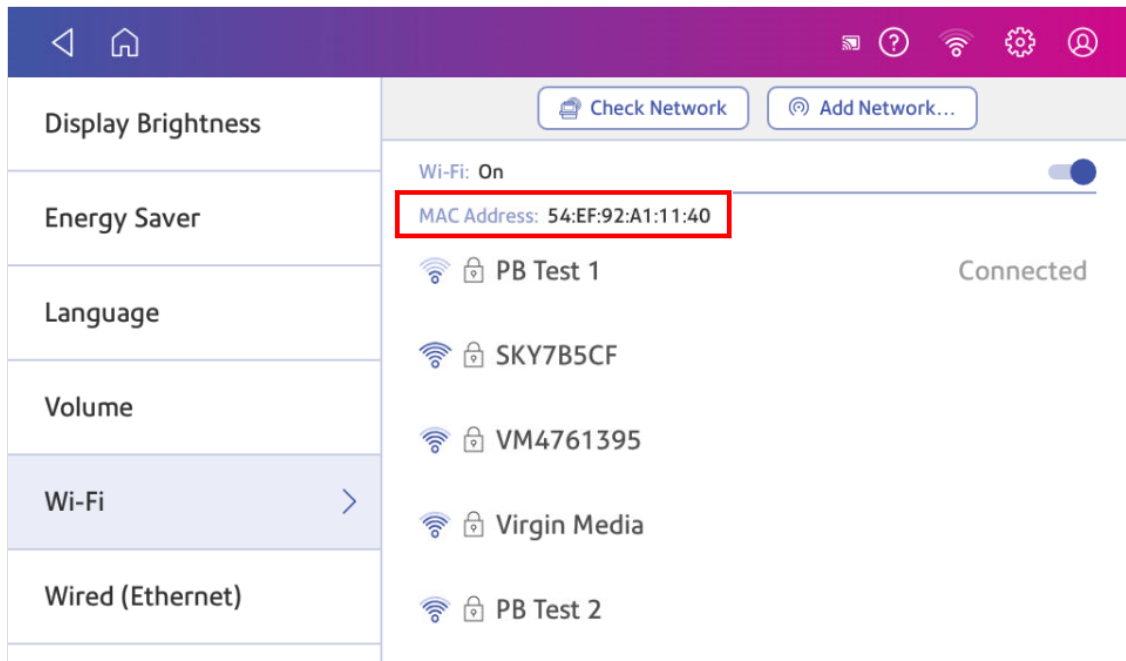 Display Brightness
Energy Saver
Language
Volume
Wi-Fi
Wired (Ethernet)
Check Network
Add Network...
Wi-Fi: On
MAC Address: 54:EF:92:A1:11:40
PB Test 1 Connected
SKY7B5CF
VM4761395
Virgin Media
PB Test 2